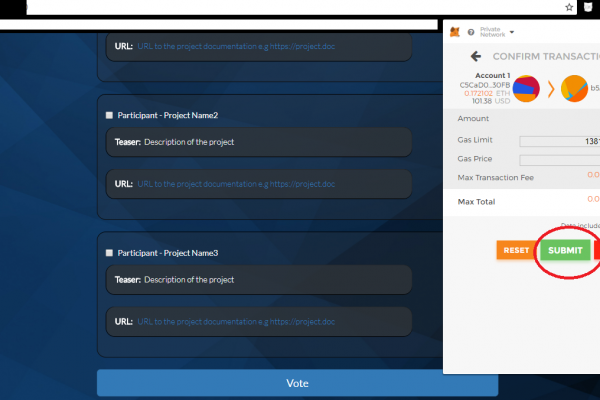 URL: URL to the project documentation e.g https://project.doc
Participant - Project Name2
Teaser: Description of the project
URL: URL to the project documentation e.g https://project.doc
Participant - Project Name3
Teaser: Description of the project
URL: URL to the project documentation e.g https://project.doc
Vote
Private
Network
CONFIRM TRANSACTI
Account 1
C5CaD0...30FB
0.172102 ETH
101.38 USD
b5
Amount
Gas Limit 1381
Gas Price
Max Transaction Fee 0.0
Max Total 0.0
Data include
RESET SUBMIT